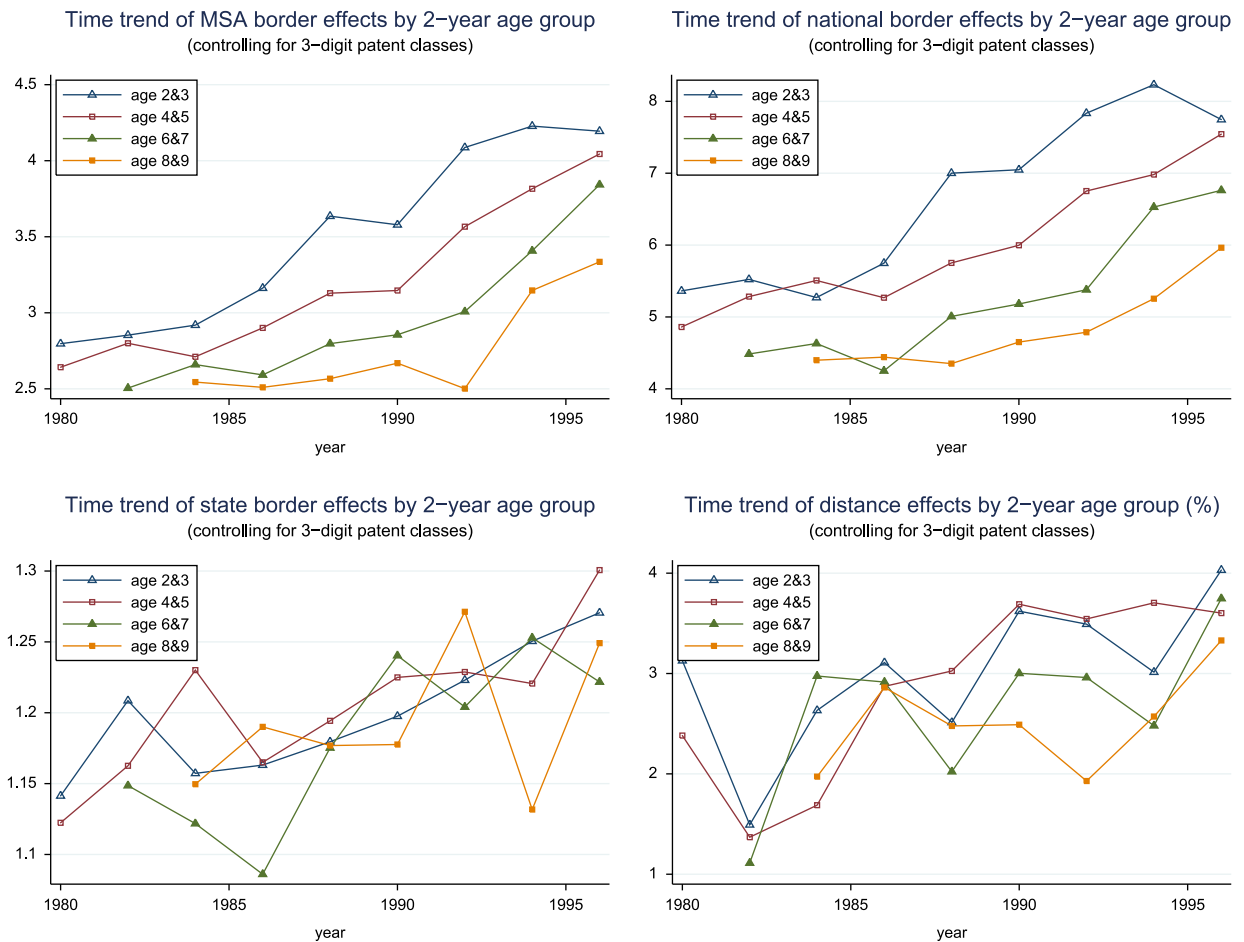 Time trend of MSA border effects by 2−year age group
(controlling for 3−digit patent classes)
4.5
4
3.5
3
2.5
age 2&3
age 4&5
age 6&7
age 8&9
1980
1985
1990
1995
year
Time trend of national border effects by 2−year age group
(controlling for 3−digit patent classes)
8
7
6
5
4
age 2&3
age 4&5
age 6&7
age 8&9
1980
1985
1990
1995
year
Time trend of state border effects by 2−year age group
(controlling for 3−digit patent classes)
1.3
1.25
1.2
1.15
1.1
age 2&3
age 4&5
age 6&7
age 8&9
1980
1985
1990
1995
year
Time trend of distance effects by 2−year age group (%)
(controlling for 3−digit patent classes)
4
3
2
1
age 2&3
age 4&5
age 6&7
age 8&9
1980
1985
1990
1995
year